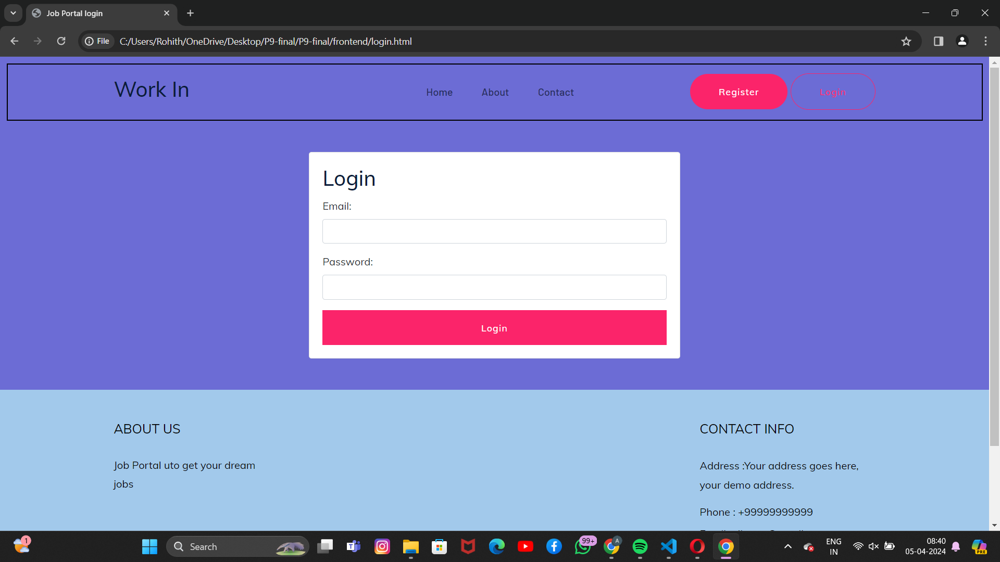 Job Portal login
File C:/Users/Rohith/OneDrive/Desktop/P9-final/P9-final/frontend/login.html
Work In
Home About Contact
Register Login
Login
Email:
Password:
Login
ABOUT US
Job Portal uto get your dream
jobs
CONTACT INFO
Address :Your address goes here,
your demo address.
Phone : +99999999999
1
Search
99+
A
ENG
IN
08:40
05-04-2024
PRE